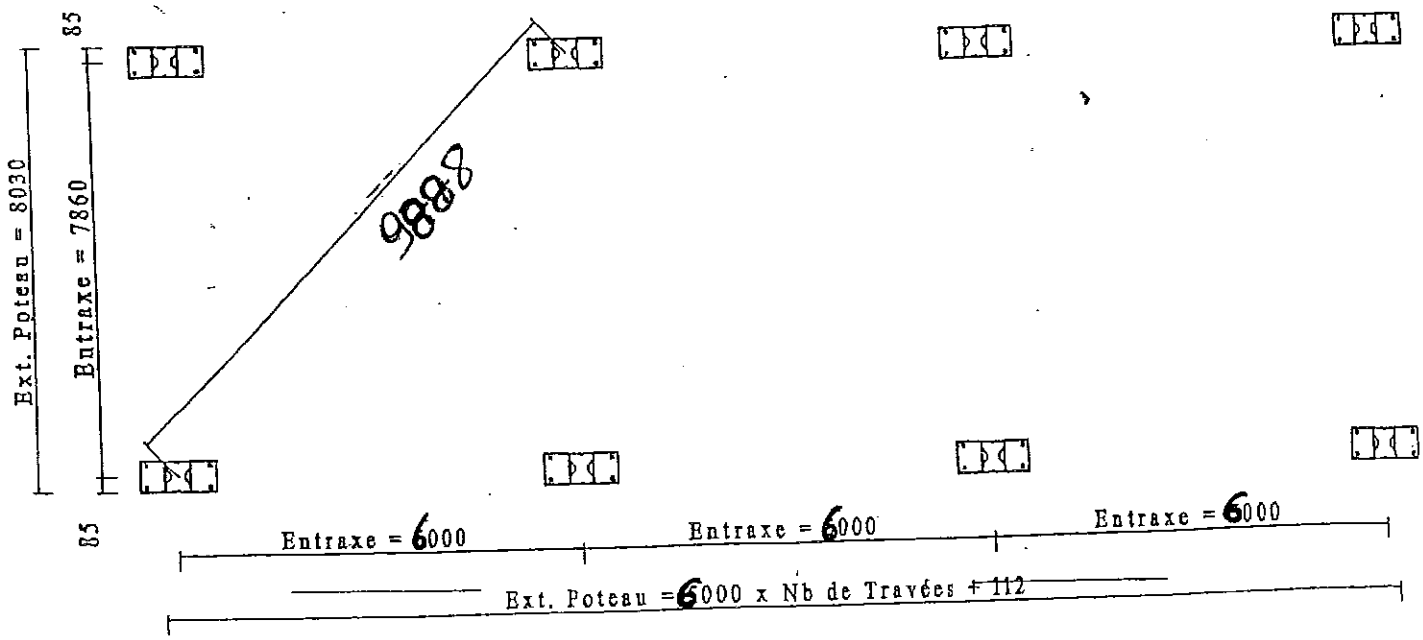 85
Ext. Poteau = 8030
Entraxe = 7860
9888
85
Entraxe = 6000
Entraxe = 6000
Entraxe = 6000
Ext. Poteau = 6000 x Nb de Travées + 112